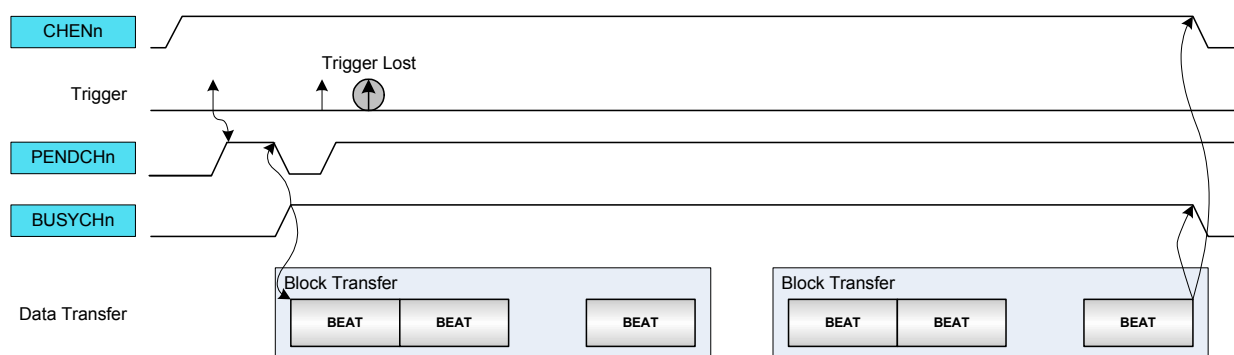 CHENn
Trigger Lost
Trigger
PENDCHn
BUSYCHn
Block Transfer
Block Transfer
Data Transfer
BEAT
BEAT
BEAT
BEAT
BEAT
BEAT